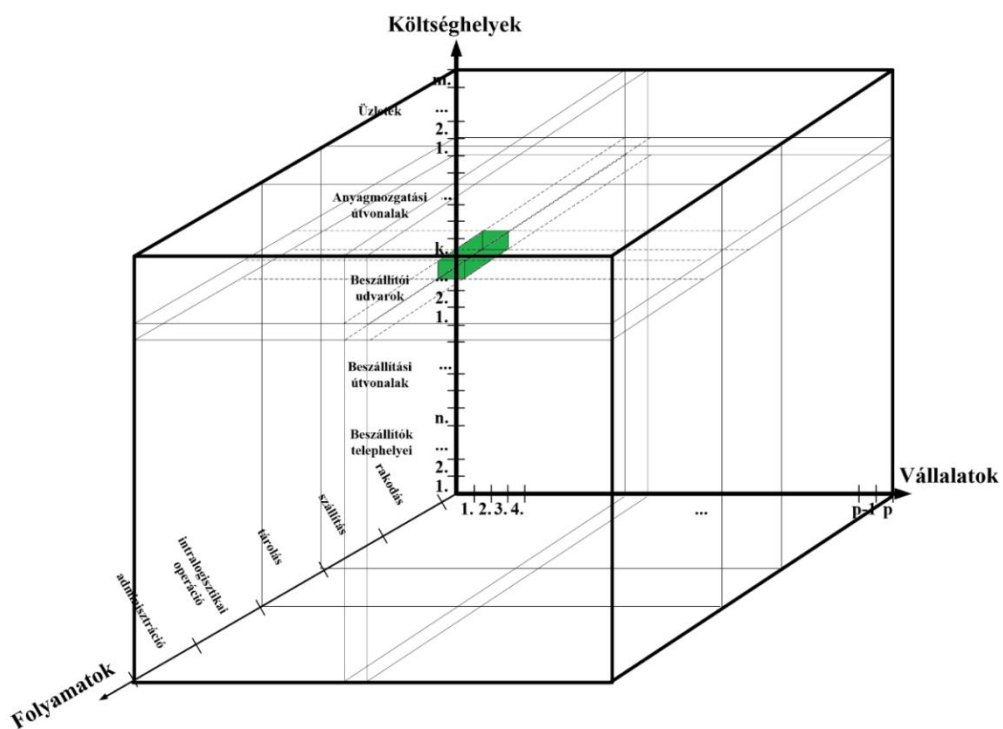 Költséghelyek
m.
Üzletek
...
2.
1.
Anyagmozgatási
útvonalak
...
k.
...
Beszállítói
udvarok
2.
1.
Beszállítási
útvonalak
...
n.
Beszállítók
telephelyei
...
2.
1.
rakodás
szállítás
tárolás
intralogisztikai
operáció
adminisztráció
Folyamatok
Vállalatok
1. 2. 3. 4. ... p-1 p